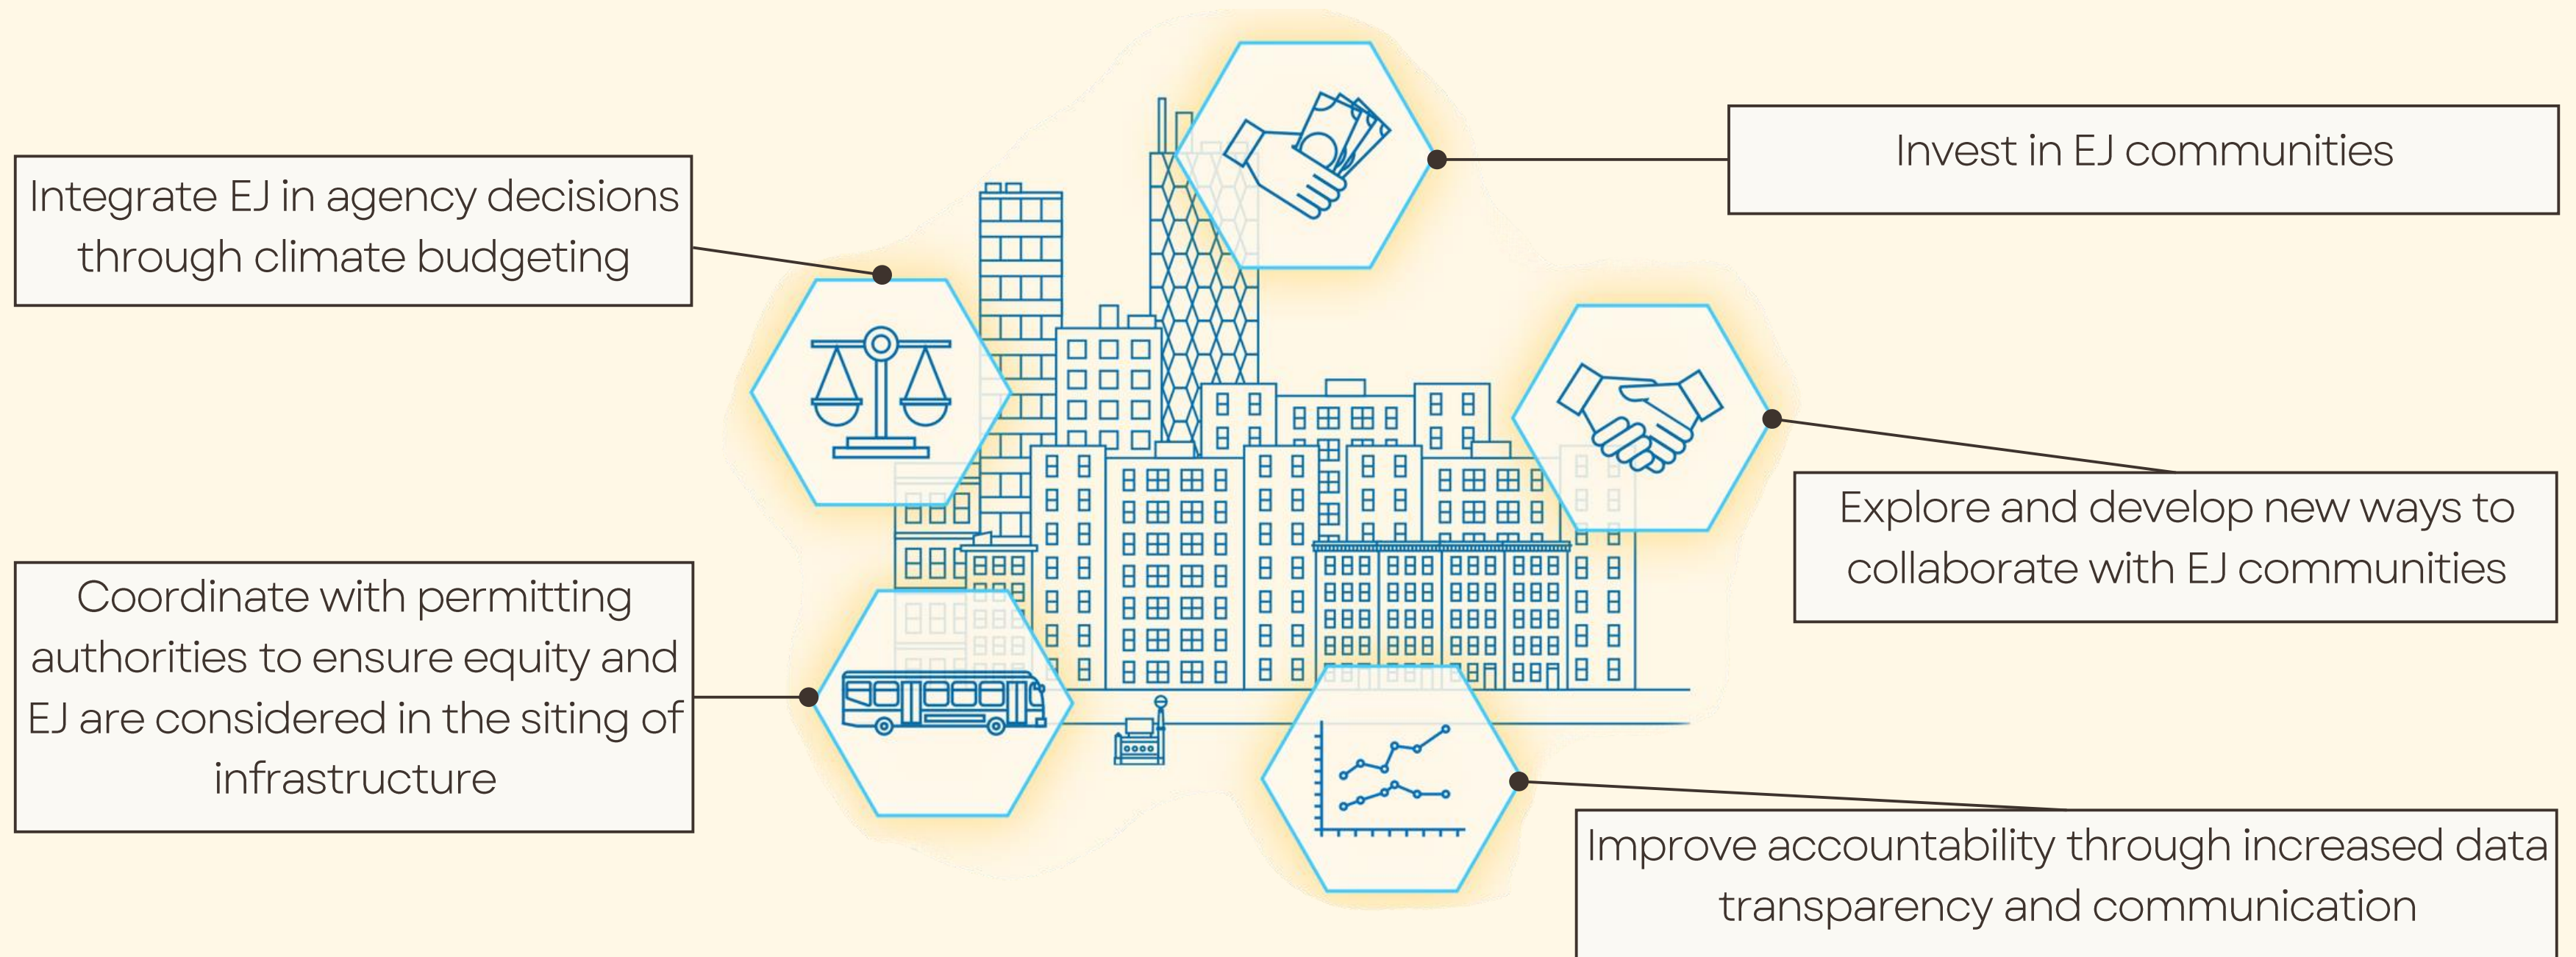 Integrate EJ in agency decisions
through climate budgeting
Coordinate with permitting
authorities to ensure equity and
EJ are considered in the siting of
infrastructure
Invest in EJ communities
Explore and develop new ways to
collaborate with EJ communities
Improve accountability through increased data
transparency and communication